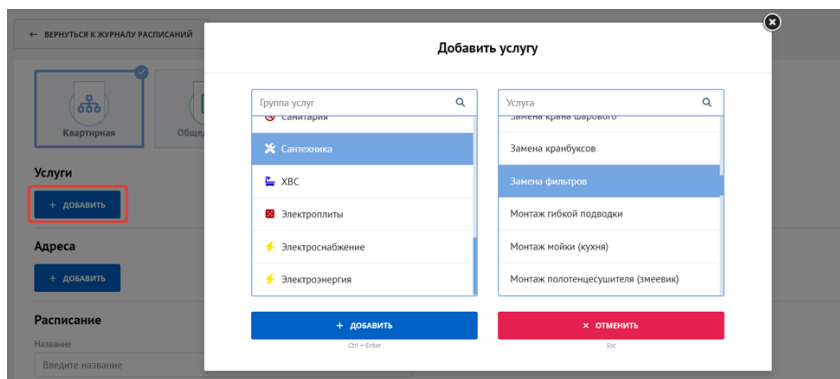 ← ВЕРНУТЬСЯ К ЖУРНАЛУ РАСПИСАНИЙ
Квартирная
Общед
Услуги
+ ДОБАВИТЬ
Адреса
+ ДОБАВИТЬ
Расписание
Название
Введите название
Добавить услугу
Группа услуг
Санитария
Сантехника
ХВС
Электроплиты
Электроснабжение
Электроэнергия
Услуга
Замена крана шарового
Замена кранбуксов
Замена фильтров
Монтаж гибкой подводки
Монтаж мойки (кухня)
Монтаж полотенцесушителя (змеевик)
+ ДОБАВИТЬ
Ctrl + Enter
× ОТМЕНИТЬ
Esc